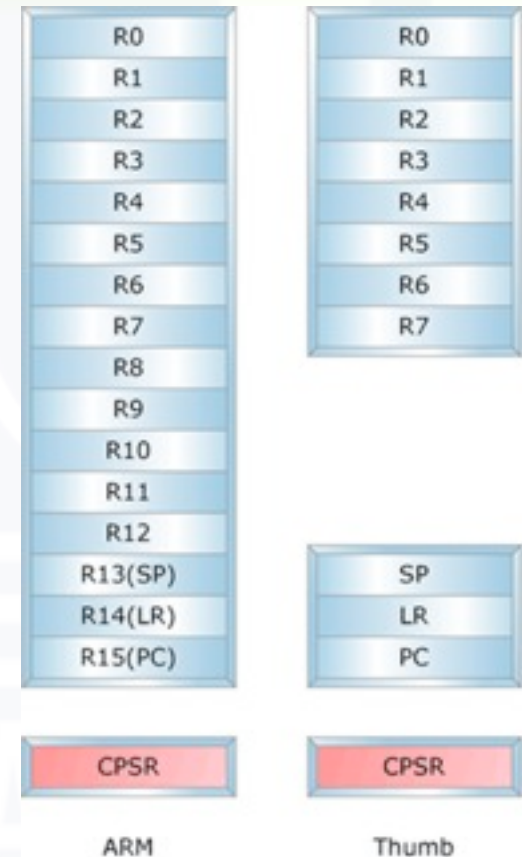 R0
R1
R2
R3
R4
R5
R6
R7
R8
R9
R10
R11
R12
R13(SP)
R14(LR)
R15(PC)
CPSR
ARM
R0
R1
R2
R3
R4
R5
R6
R7
SP
LR
PC
CPSR
Thumb